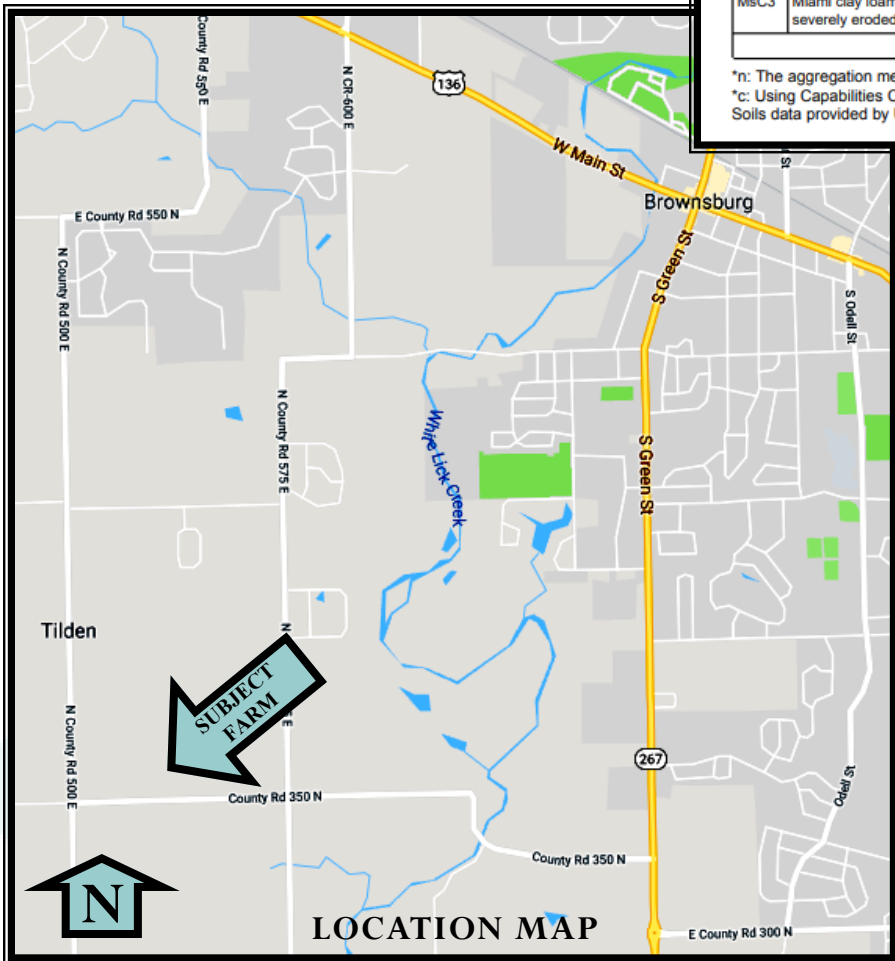 MsC3 Miami clay loam
severely eroded
*n: The aggregation me
*c: Using Capabilities C
Soils data provided by
County Rd 550 E
N CR-600 E
136
W Main St
St
Brownsburg
E County Rd 550 N
N County Rd 500 E
S Green St
S Odell St
N County Rd 575 E
White Lick Creek
S Green St
Tilden
N
E
SUBJECT
FARM
N County Rd 500 E
267
Odell St
County Rd 350 N
County Rd 350 N
N
LOCATION MAP
E County Rd 300 N